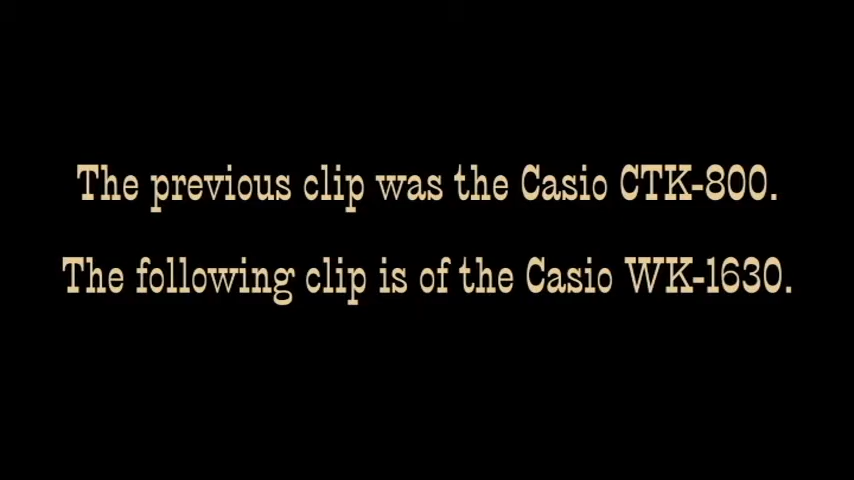 The previous clip was the Casio CTK-800.
The following clip is of the Casio WK-1630.